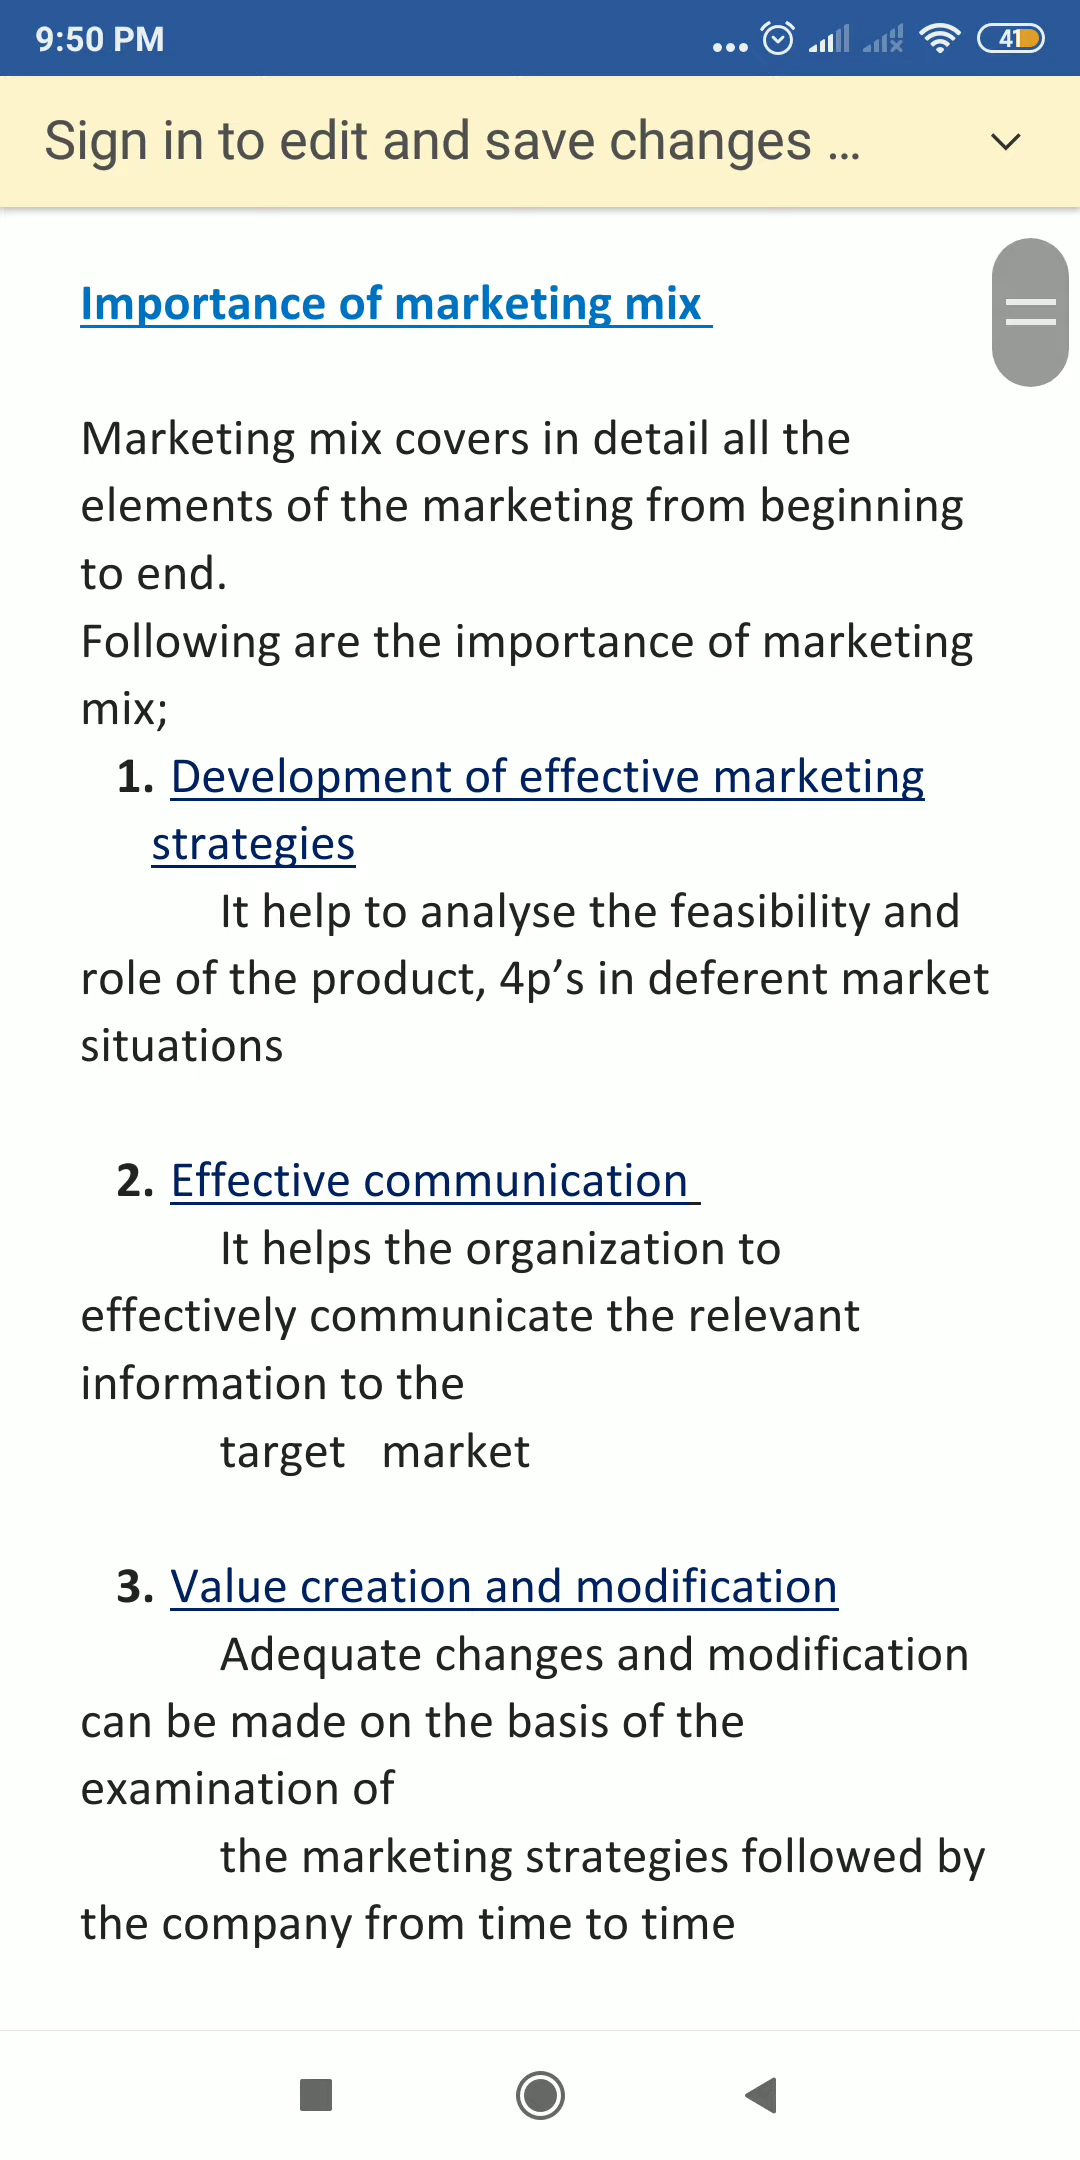 9:50 PM
41
Sign in to edit and save changes ...
Importance of marketing mix
Marketing mix covers in detail all the
elements of the marketing from beginning
to end.
Following are the importance of marketing
mix;
1. Development of effective marketing
strategies
It help to analyse the feasibility and
role of the product, 4p’s in deferent market
situations
2. Effective communication
It helps the organization to
effectively communicate the relevant
information to the
target market
3. Value creation and modification
Adequate changes and modification
can be made on the basis of the
examination of
the marketing strategies followed by
the company from time to time